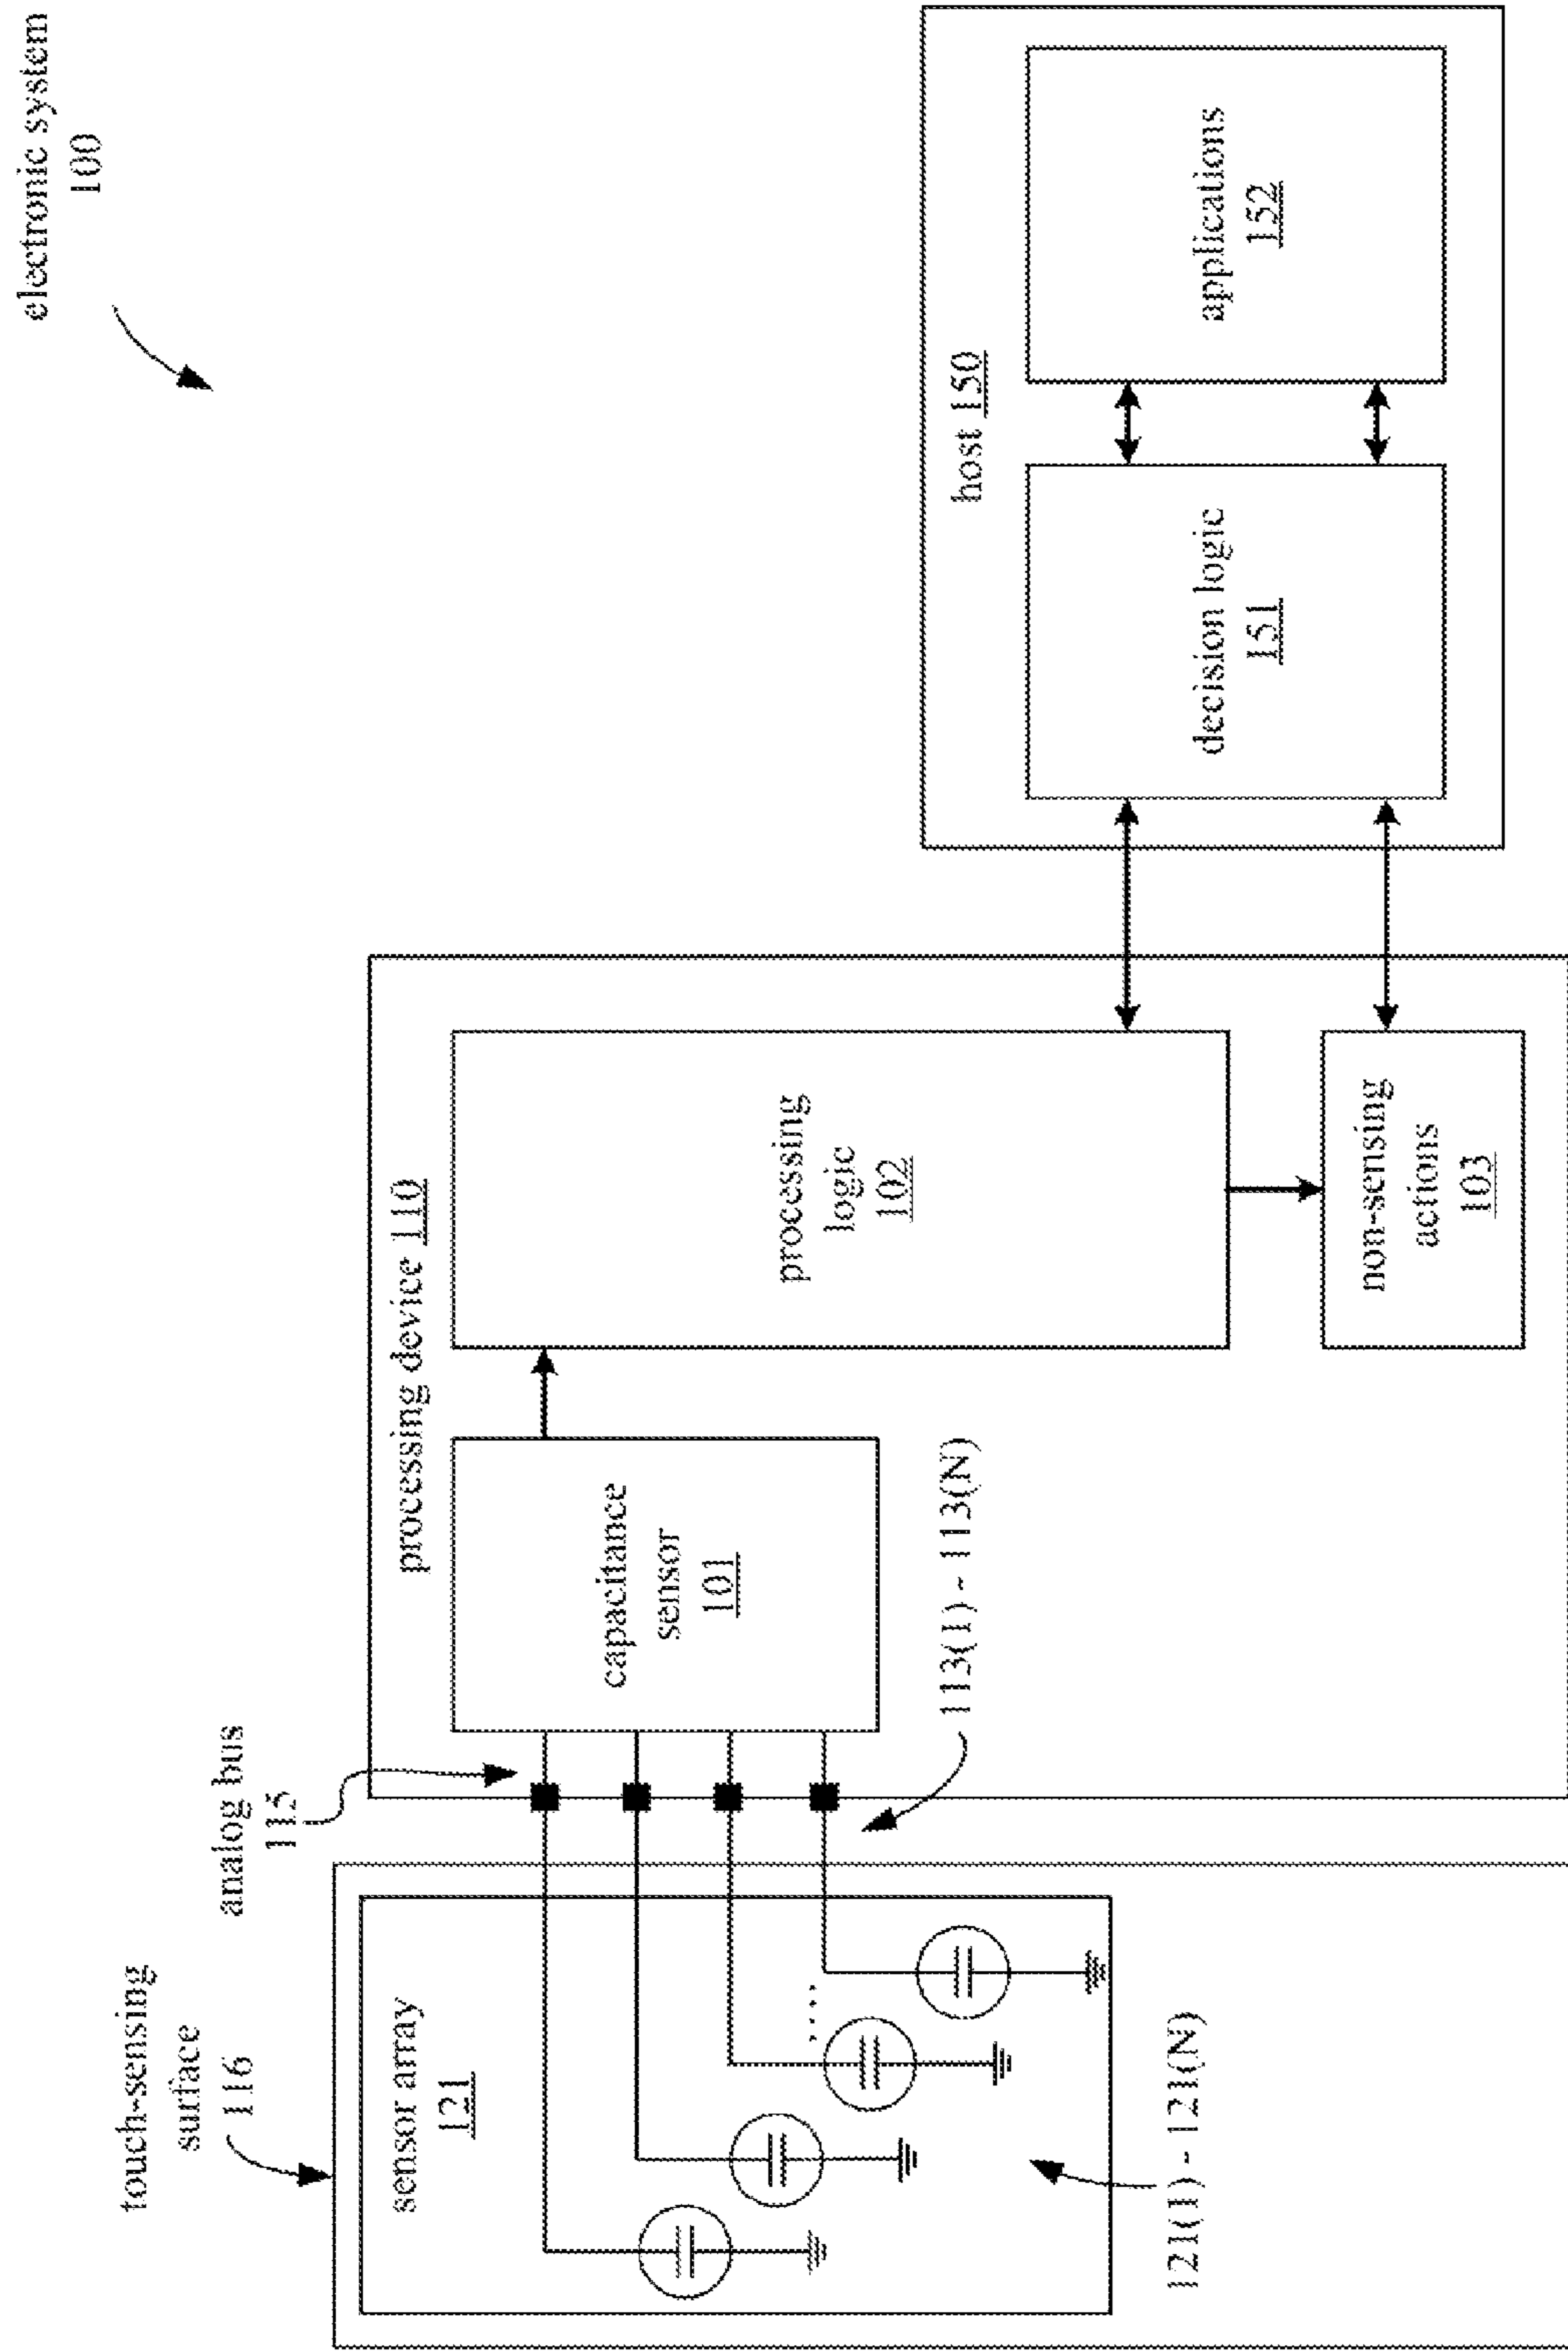 electronic system
100
touch-sensing
surface
116
analog bus
115
sensor array
121
121(1) - 121(N)
113(1) - 113(N)
processing device 110
capacitance
sensor
101
processing
logic
102
non-sensing
actions
103
host 150
decision logic
151
applications
152